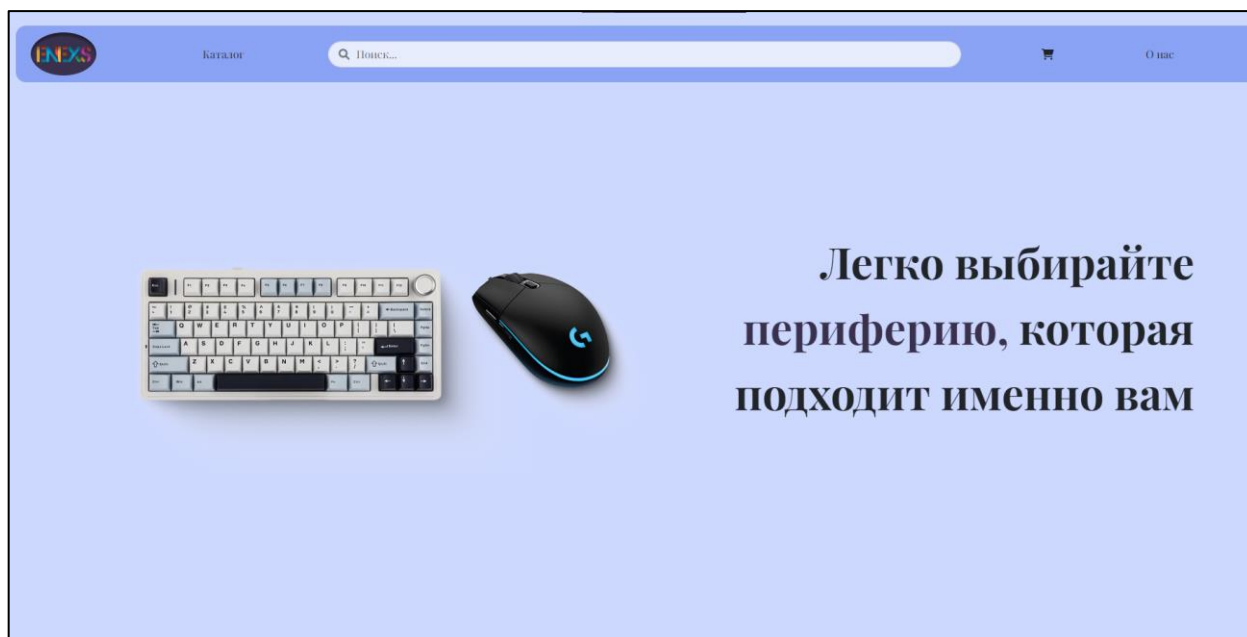 ENEXS
Каталог
Поиск...
О нас
Легко выбирайте
периферию, которая
подходит именно вам
Q W E R T Y U I O P
A S D F G H J K L
Z X C V B N M
G